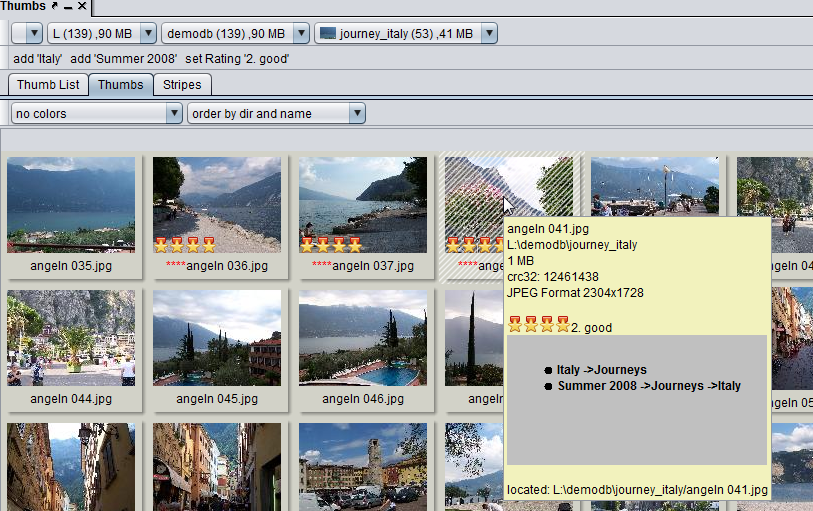 Thumbs
L (139) ,90 MB
demodb (139) ,90 MB
journey_italy (53) ,41 MB
add 'Italy' add 'Summer 2008' set Rating '2. good'
Thumb List
Thumbs
Stripes
no colors
order by dir and name
angeln 035.jpg
****angeln 036.jpg
****angeln 037.jpg
****ange
angeln 041.jpg
L:\demodb\journey_italy
1 MB
crc32: 12461438
JPEG Format 2304x1728
2. good
Italy ->Journeys
Summer 2008 ->Journeys ->Italy
located: L:\demodb\journey_italy/angeln 041.jpg
angeln 044.jpg
angeln 045.jpg
angeln 046.jpg